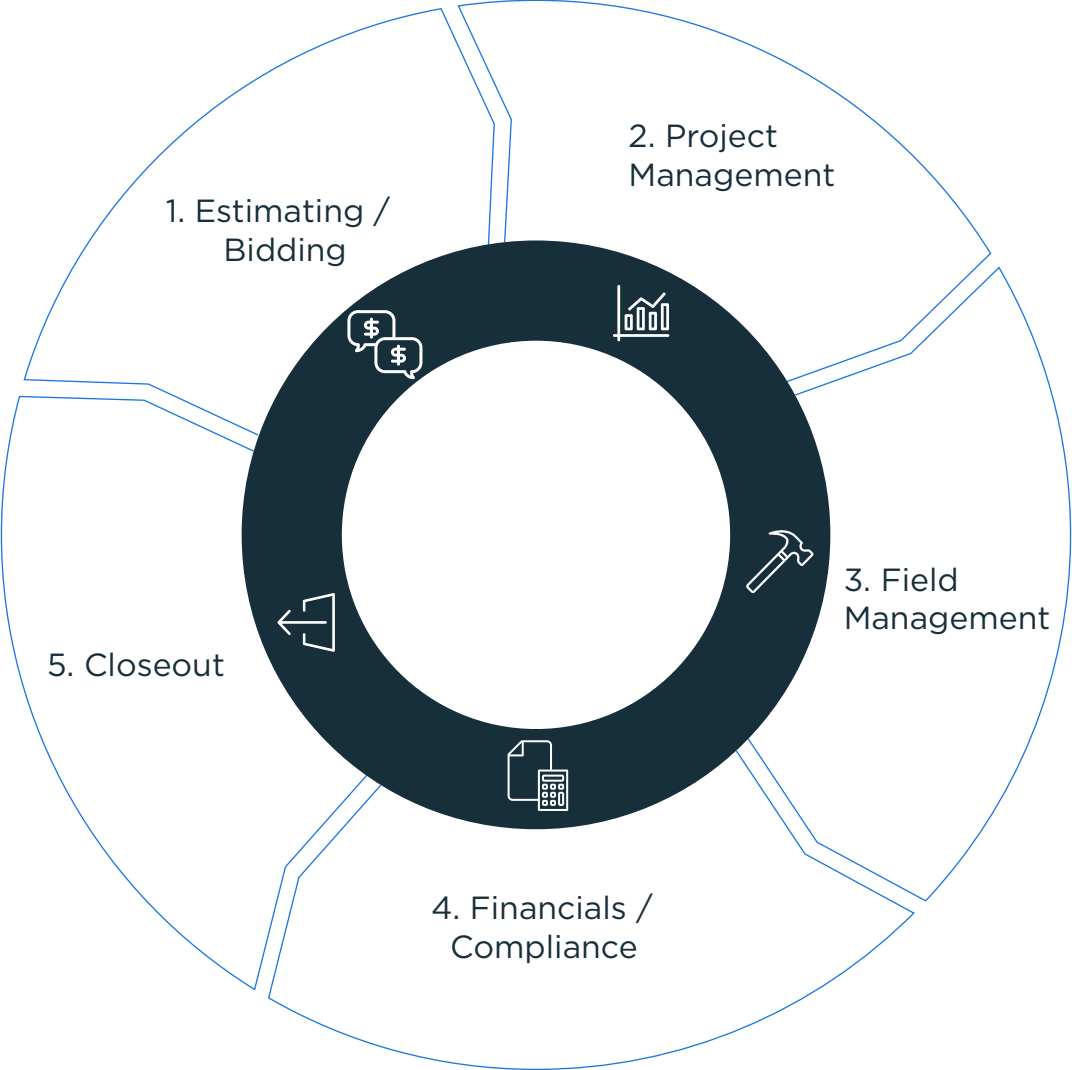 1. Estimating /
Bidding
2. Project
Management
3. Field
Management
4. Financials /
Compliance
5. Closeout
$
$